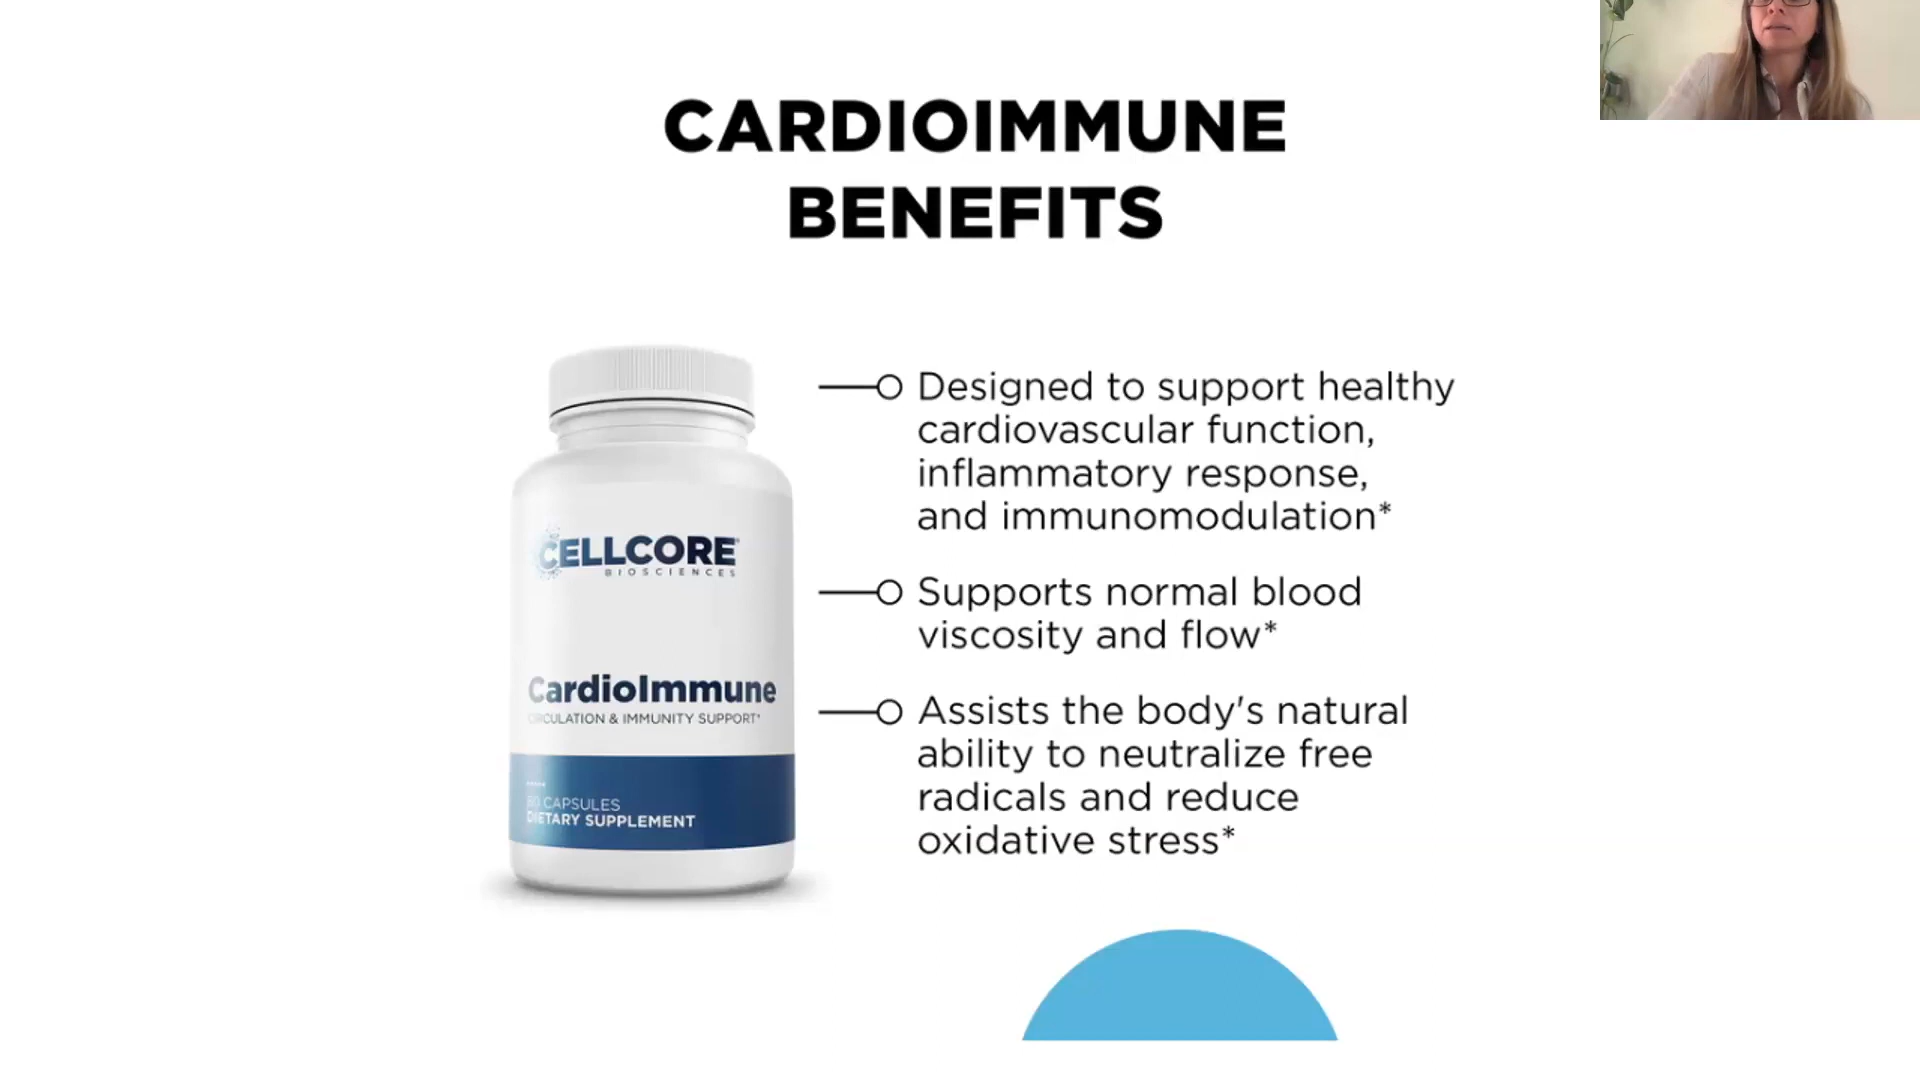 CARDIOIMMUNE
BENEFITS
Designed to support healthy
cardiovascular function,
inflammatory response,
and immunomodulation*
Supports normal blood
viscosity and flow*
Assists the body's natural
ability to neutralize free
radicals and reduce
oxidative stress*
CELLCORE
BIOSCIENCES
CardioImmune
CIRCULATION & IMMUNITY SUPPORT*
CAPSULES
DIETARY SUPPLEMENT